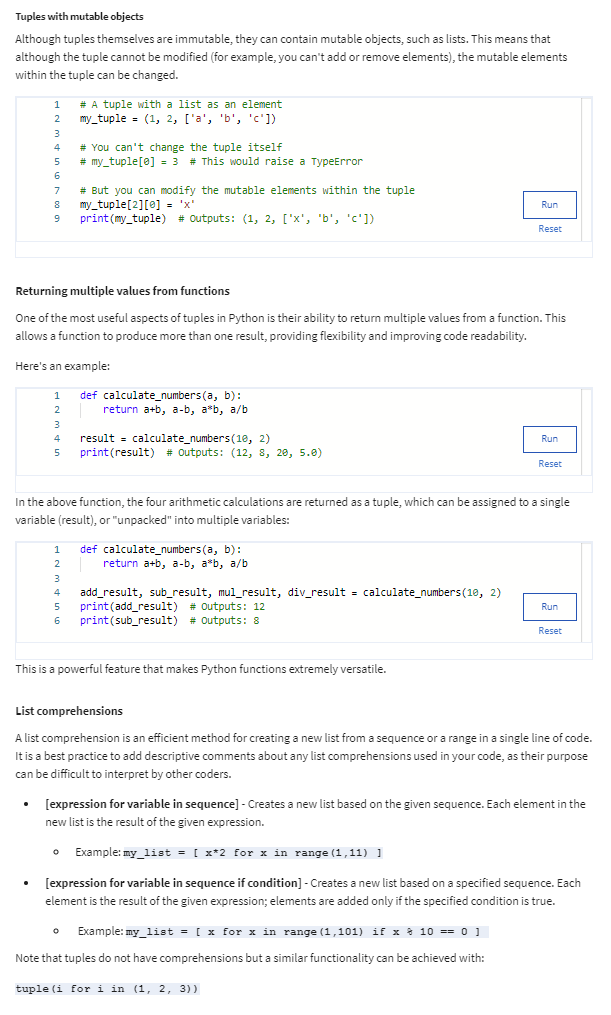 Tuples with mutable objects
Although tuples themselves are immutable, they can contain mutable objects, such as lists. This means that
although the tuple cannot be modified (for example, you can't add or remove elements), the mutable elements
within the tuple can be changed.
1 # A tuple with a list as an element
2 my_tuple = (1, 2, ['a', 'b', 'c'])
3
4 # You can't change the tuple itself
5 # my_tuple[0] = 3  # This would raise a TypeError
6
7 # But you can modify the mutable elements within the tuple
8 my_tuple[2][0] = 'x'
9 print(my_tuple)  # Outputs: (1, 2, ['x', 'b', 'c'])
Run
Reset
Returning multiple values from functions
One of the most useful aspects of tuples in Python is their ability to return multiple values from a function. This
allows a function to produce more than one result, providing flexibility and improving code readability.
Here's an example:
1 def calculate_numbers(a, b):
2     return a+b, a-b, a*b, a/b
3
4 result = calculate_numbers(10, 2)
5 print(result)  # Outputs: (12, 8, 20, 5.0)
Run
Reset
In the above function, the four arithmetic calculations are returned as a tuple, which can be assigned to a single
variable (result), or "unpacked" into multiple variables:
1 def calculate_numbers(a, b):
2     return a+b, a-b, a*b, a/b
3
4 add_result, sub_result, mul_result, div_result = calculate_numbers(10, 2)
5 print(add_result)  # Outputs: 12
6 print(sub_result)  # Outputs: 8
Run
Reset
This is a powerful feature that makes Python functions extremely versatile.
List comprehensions
A list comprehension is an efficient method for creating a new list from a sequence or a range in a single line of code.
It is a best practice to add descriptive comments about any list comprehensions used in your code, as their purpose
can be difficult to interpret by other coders.
• [expression for variable in sequence] - Creates a new list based on the given sequence. Each element in the
new list is the result of the given expression.
o Example: my_list = [ x*2 for x in range(1,11) ]
• [expression for variable in sequence if condition] - Creates a new list based on a specified sequence. Each
element is the result of the given expression; elements are added only if the specified condition is true.
o Example: my_list = [ x for x in range(1,101) if x % 10 == 0 ]
Note that tuples do not have comprehensions but a similar functionality can be achieved with:
tuple(i for i in (1, 2, 3))